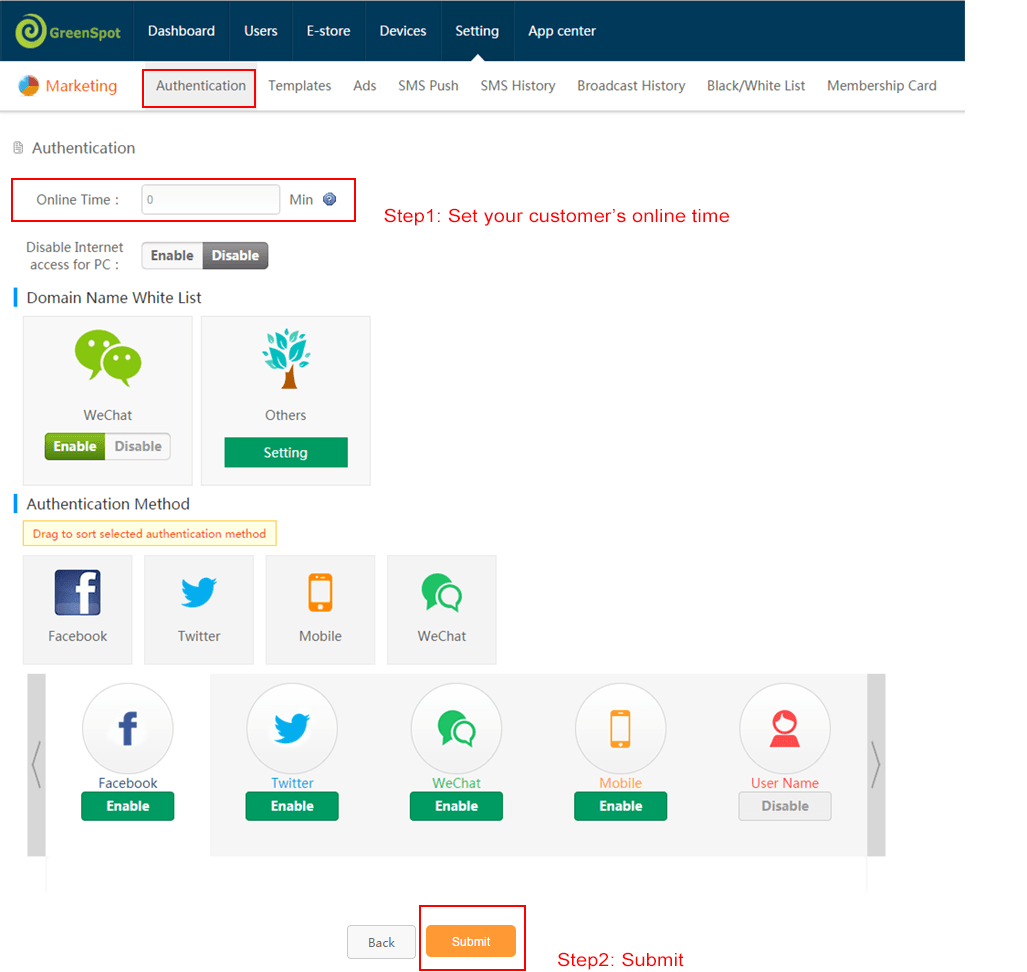 GreenSpot
Dashboard Users E-store Devices Setting App center
Marketing Authentication Templates Ads SMS Push SMS History Broadcast History Black/White List Membership Card
Authentication
Online Time : 0 Min
Step1: Set your customer’s online time
Disable Internet
access for PC :
Enable Disable
Domain Name White List
WeChat Others
Enable Disable Setting
Authentication Method
Drag to sort selected authentication method
Facebook Twitter Mobile WeChat
Facebook Twitter WeChat Mobile User Name
Enable Enable Enable Enable Disable
Back Submit
Step2: Submit